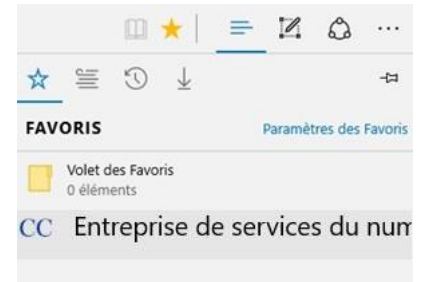 FAVORIS Paramètres des Favoris
Volet des Favoris
0 éléments
CC Entreprise de services du num